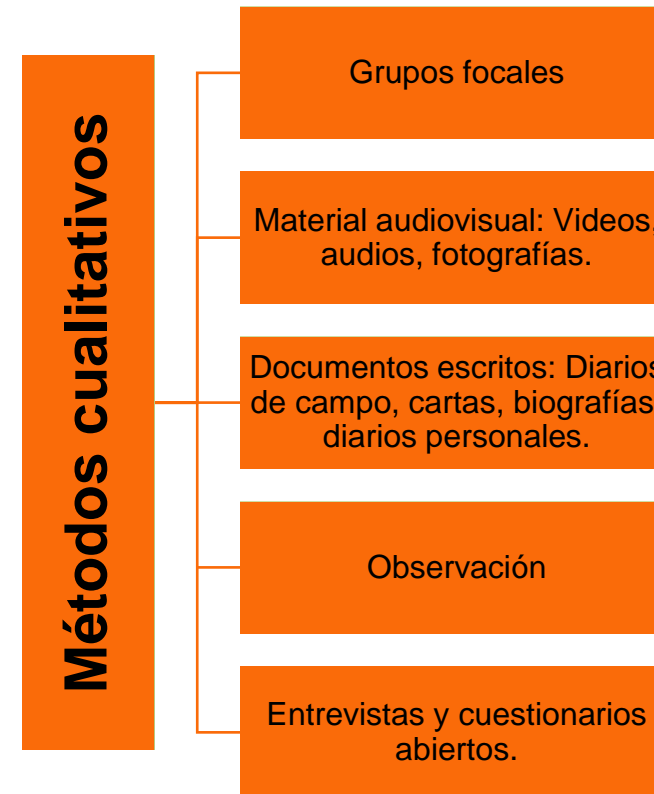 Métodos cualitativos
Grupos focales
Material audiovisual: Videos,
audios, fotografías.
Documentos escritos: Diarios
de campo, cartas, biografías
diarios personales.
Observación
Entrevistas y cuestionarios
abiertos.